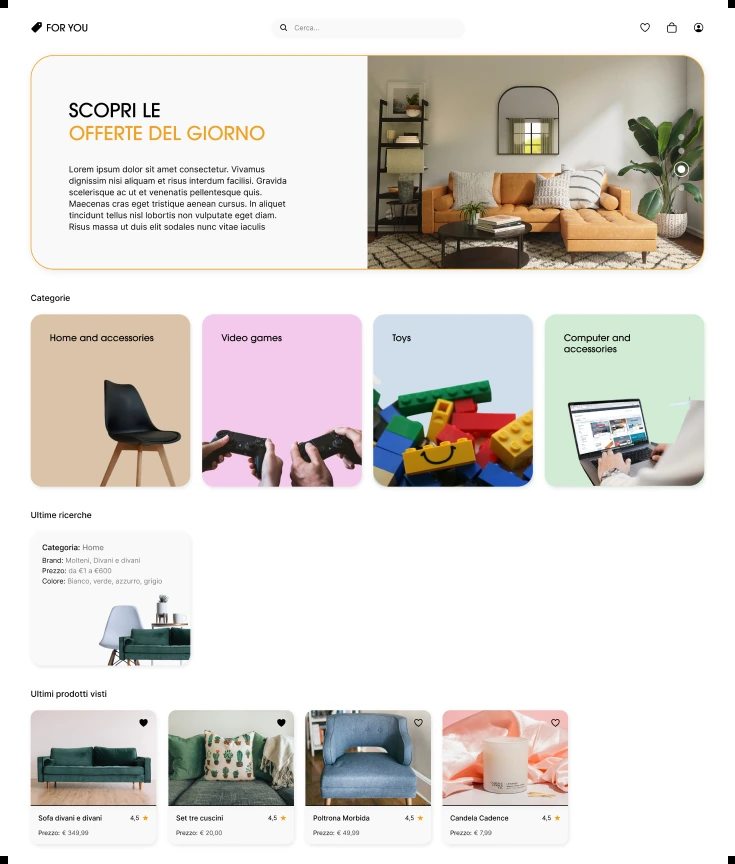 FOR YOU
Cerca...
SCOPRI LE
OFFERTE DEL GIORNO
Lorem ipsum dolor sit amet consectetur. Vivamus
dignissim nisi aliquam et risus interdum facilisi. Gravida
scelerisque ac ut et venenatis pellentesque quis.
Maecenas cras eget tristique aenean cursus. In aliquet
tincidunt tellus nisl lobortis non vulputate eget diam.
Risus massa ut duis elit sodales nunc vitae iaculis
Categorie
Home and accessories
Video games
Toys
Computer and
accessories
Ultime ricerche
Categoria: Home
Brand: Molteni, Divani e divani
Prezzo: da €1 a €600
Colore: Bianco, verde, azzurro, grigio
Ultimi prodotti visti
Sofa divani e divani 4,5
Prezzo: € 349,99
Set tre cuscini 4,5
Prezzo: € 20,00
Poltrona Morbida 4,5
Prezzo: € 49,99
Candela Cadence 4,5
Prezzo: € 7,99